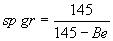 sp gr = 145 / (145 − Be)